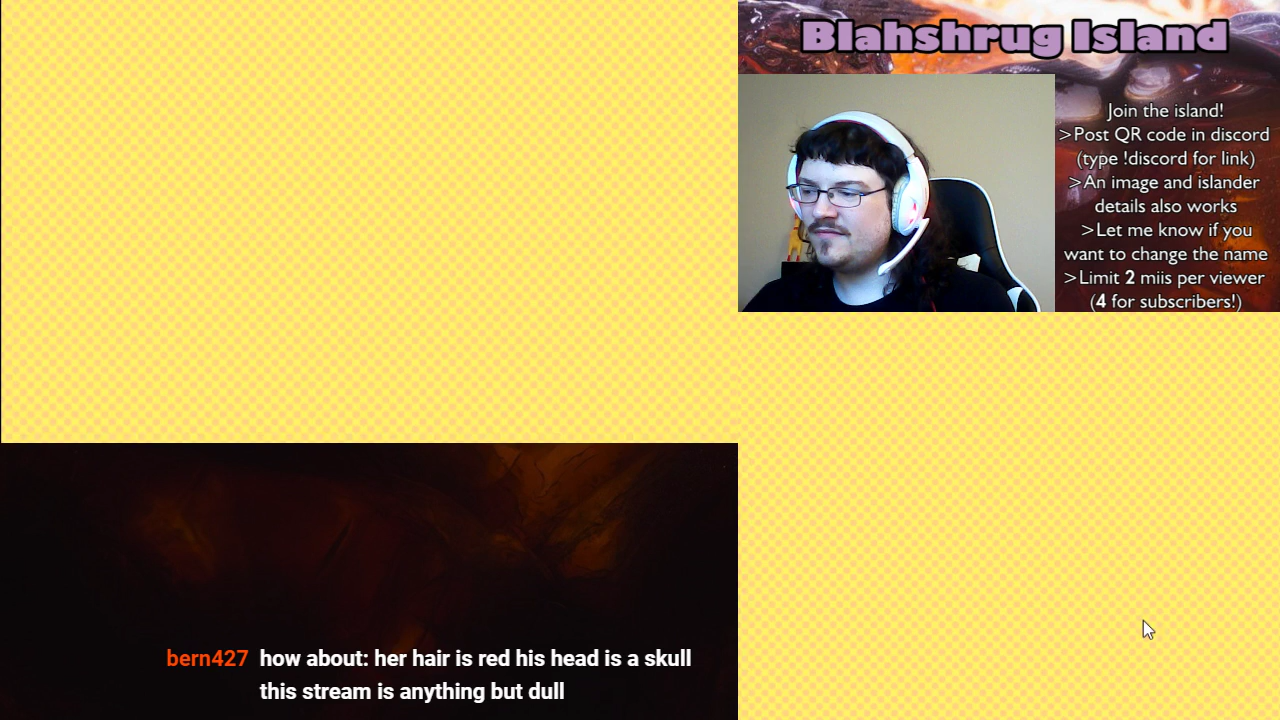 Blahshrug Island
Join the island!
>Post QR code in discord
(type !discord for link)
>An image and islander
details also works
>Let me know if you
want to change the name
>Limit 2 miis per viewer
(4 for subscribers!)
bern427 how about: her hair is red his head is a skull
this stream is anything but dull